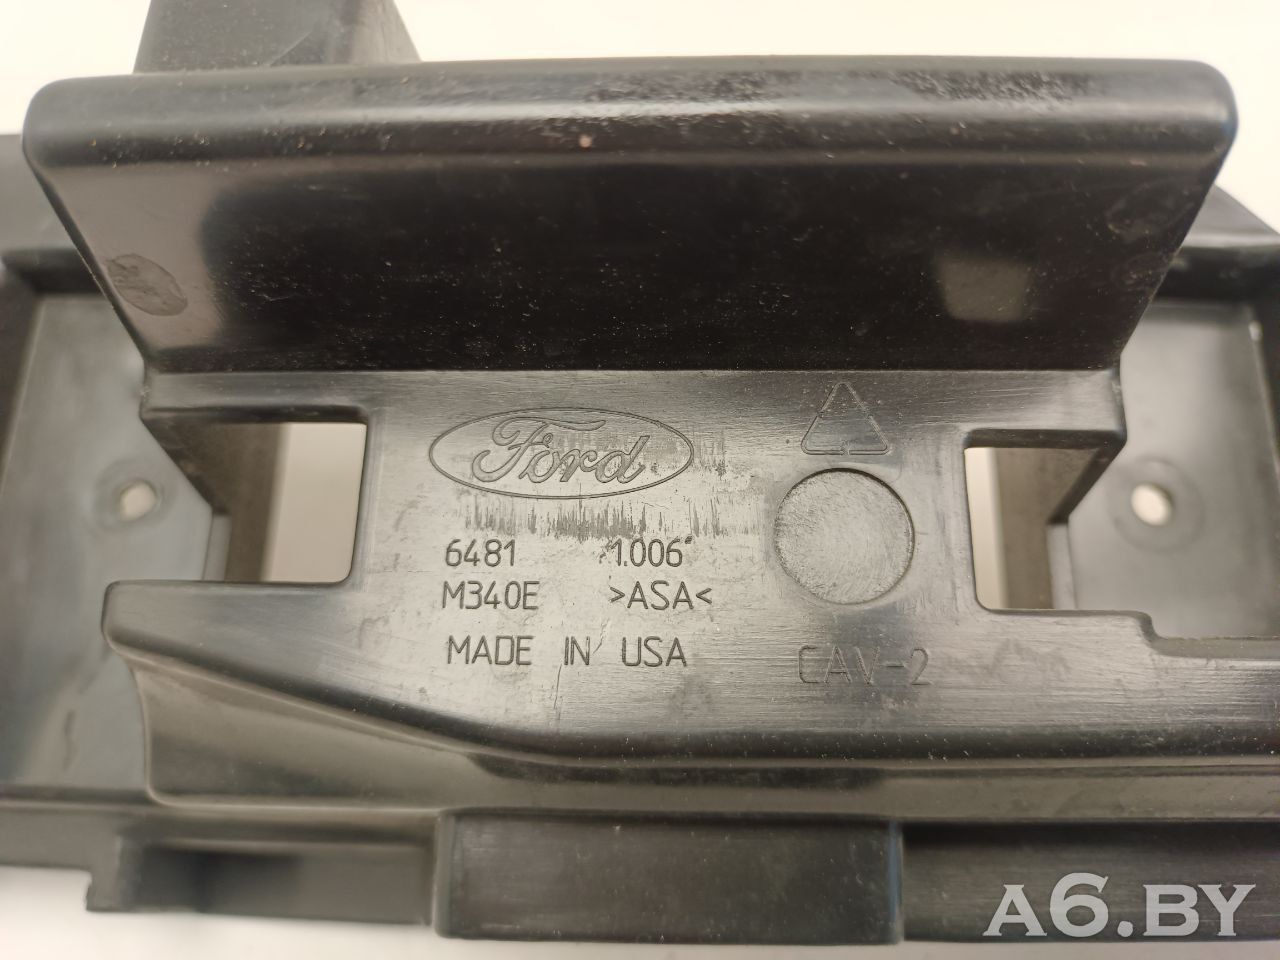 Ford
6481 1.006"
M340E >ASA<
MADE IN USA
CAV-2
A6.BY